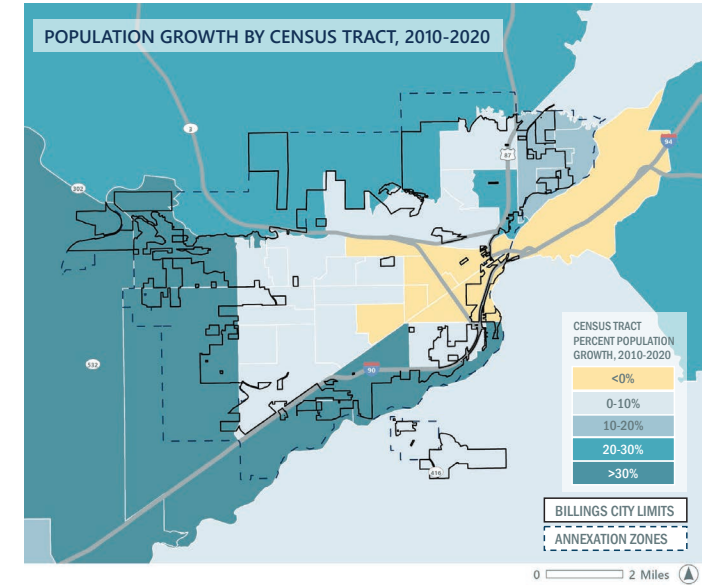 POPULATION GROWTH BY CENSUS TRACT, 2010-2020
3
87
94
302
532
90
416
CENSUS TRACT
PERCENT POPULATION
GROWTH, 2010-2020
<0%
0-10%
10-20%
20-30%
>30%
BILLINGS CITY LIMITS
ANNEXATION ZONES
0 2 Miles